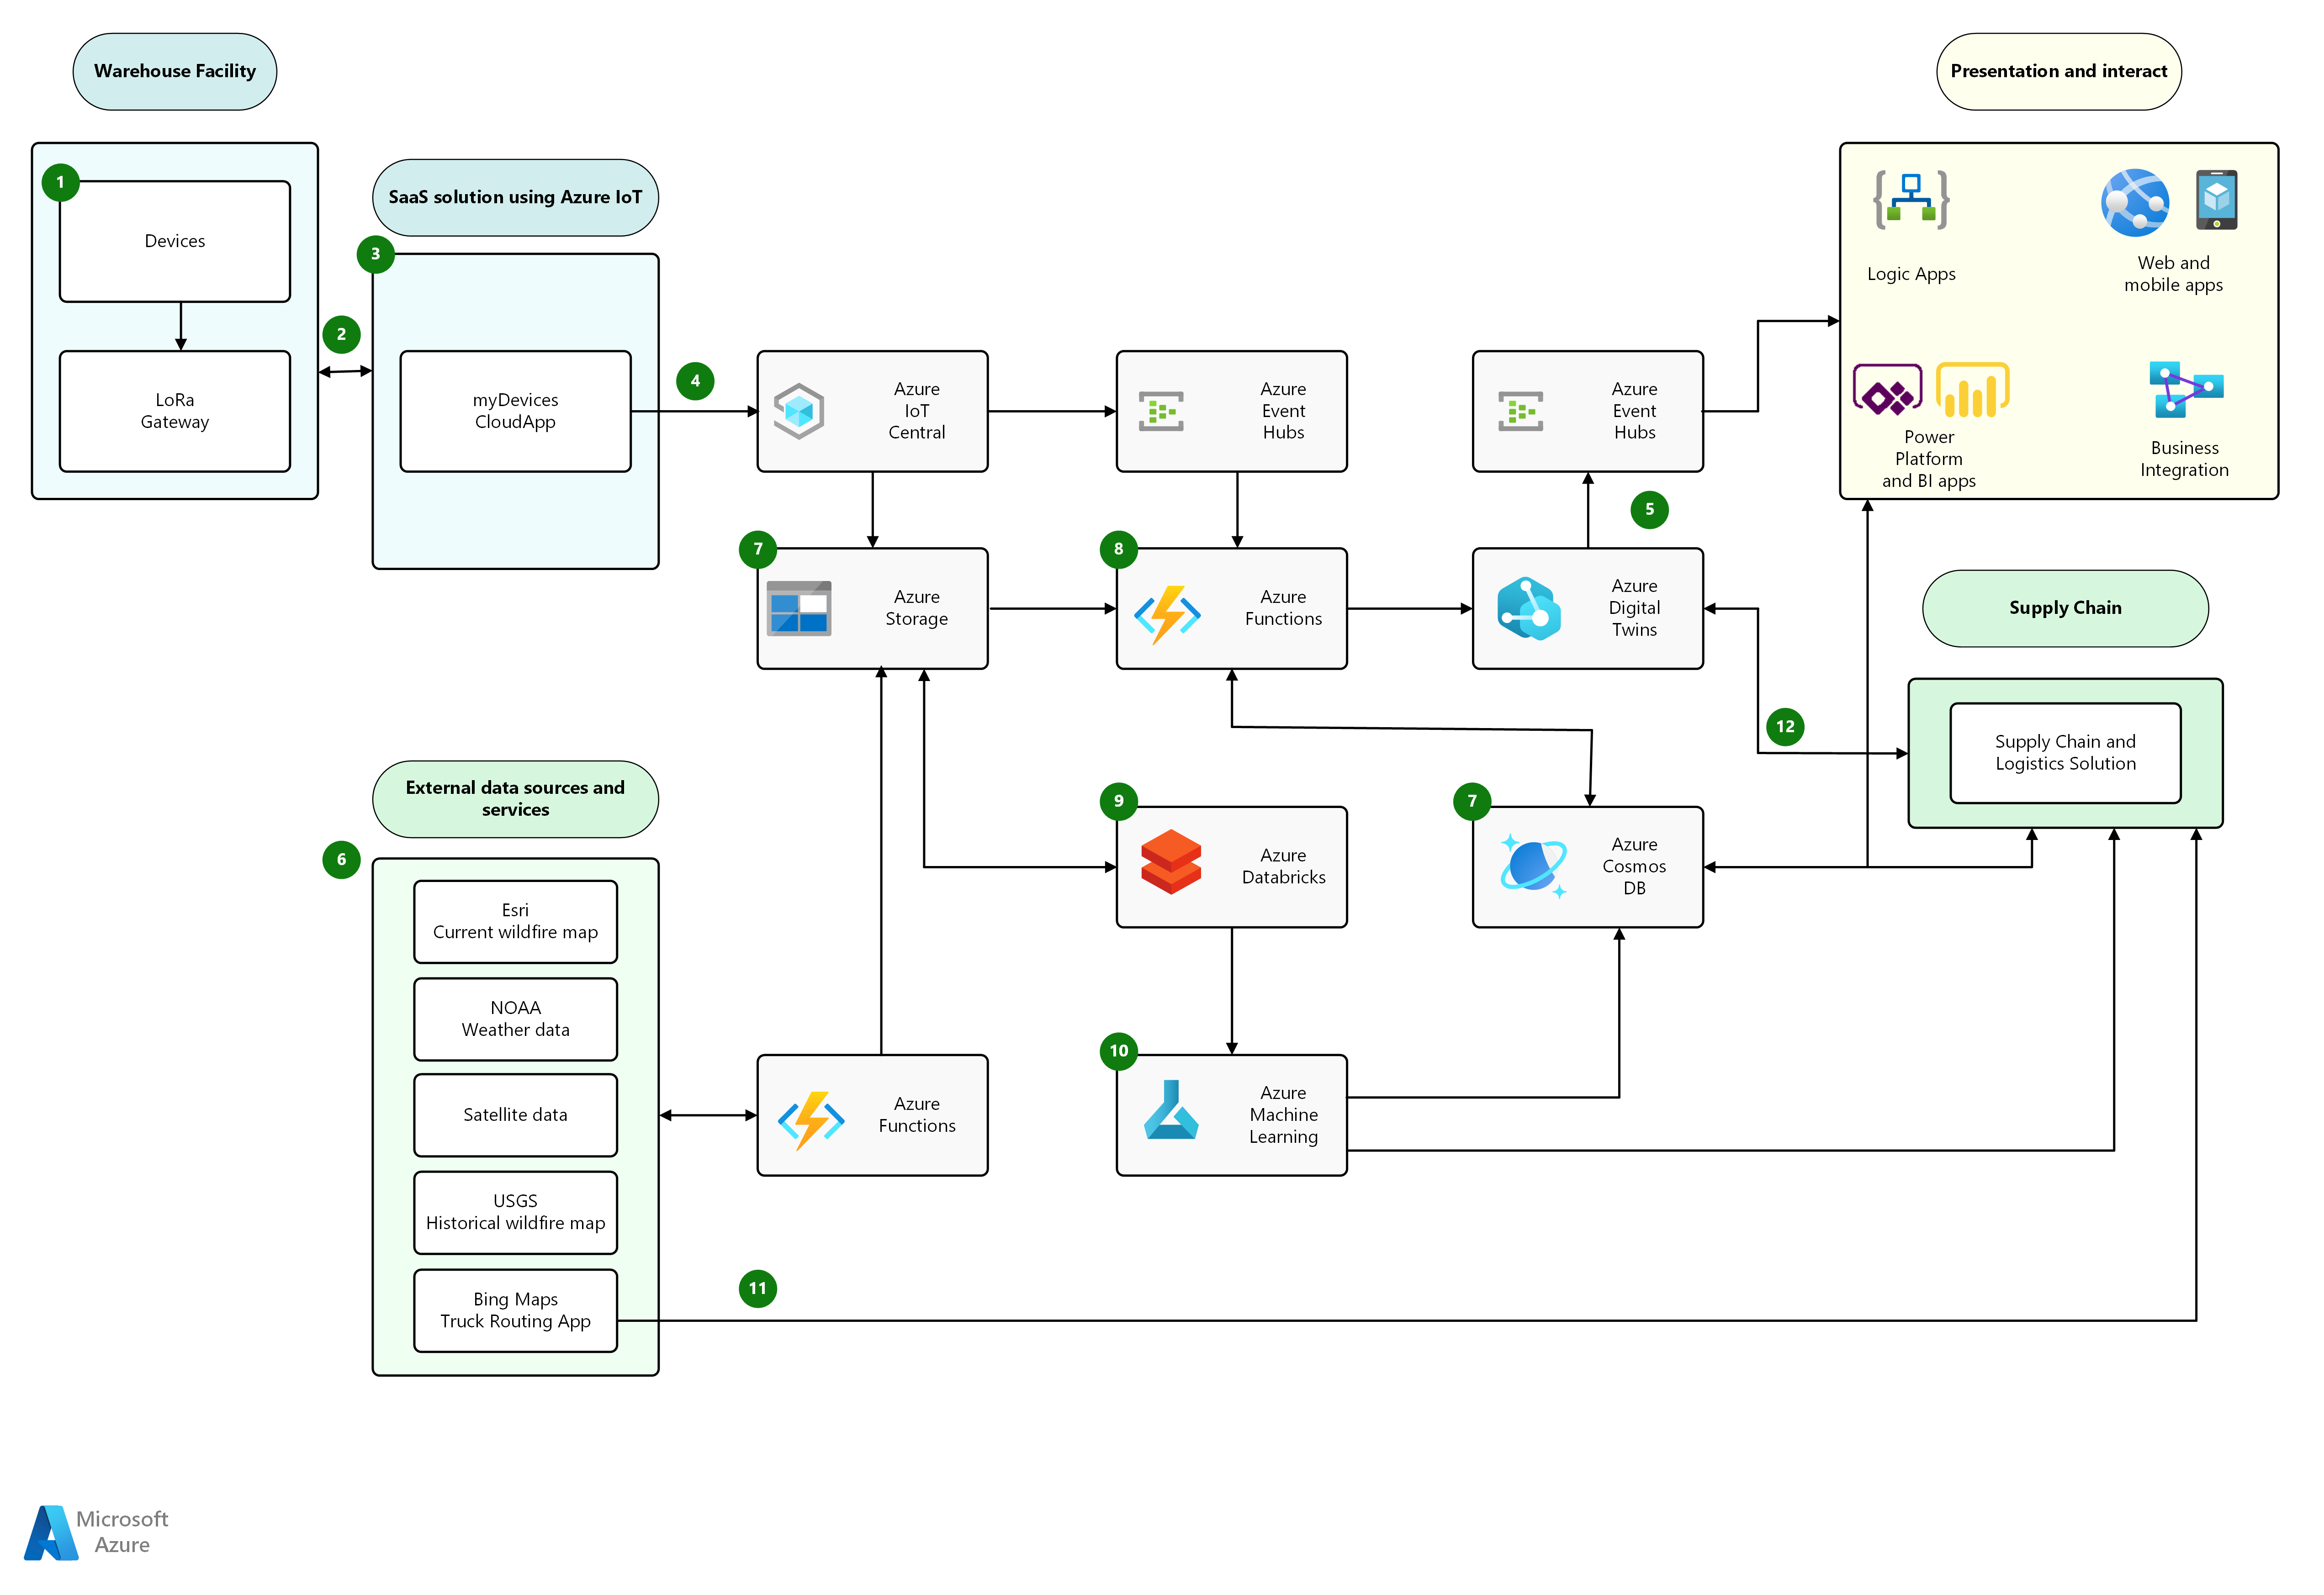 Warehouse Facility
1
Devices
LoRa
Gateway
2
SaaS solution using Azure IoT
3
myDevices
CloudApp
4
Azure
IoT
Central
Azure
Event
Hubs
Azure
Event
Hubs
Presentation and interact
Logic Apps
Web and
mobile apps
Power
Platform
and BI apps
Business
Integration
5
7
Azure
Storage
8
Azure
Functions
Azure
Digital
Twins
Supply Chain
12
Supply Chain and
Logistics Solution
External data sources and
services
6
Esri
Current wildfire map
NOAA
Weather data
Satellite data
USGS
Historical wildfire map
Bing Maps
Truck Routing App
9
Azure
Databricks
7
Azure
Cosmos
DB
Azure
Functions
10
Azure
Machine
Learning
11
Microsoft
Azure